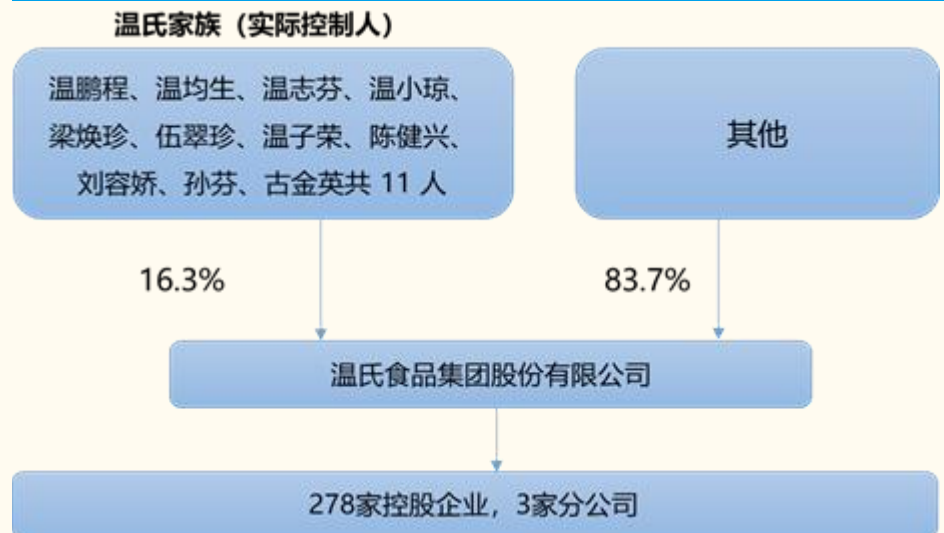 温氏家族（实际控制人）
温鹏程、温均生、温志芬、温小琼、
梁焕珍、伍翠珍、温子荣、陈健兴、
刘容娇、孙芬、古金英共 11 人
其他
16.3%
83.7%
温氏食品集团股份有限公司
278家控股企业，3家分公司